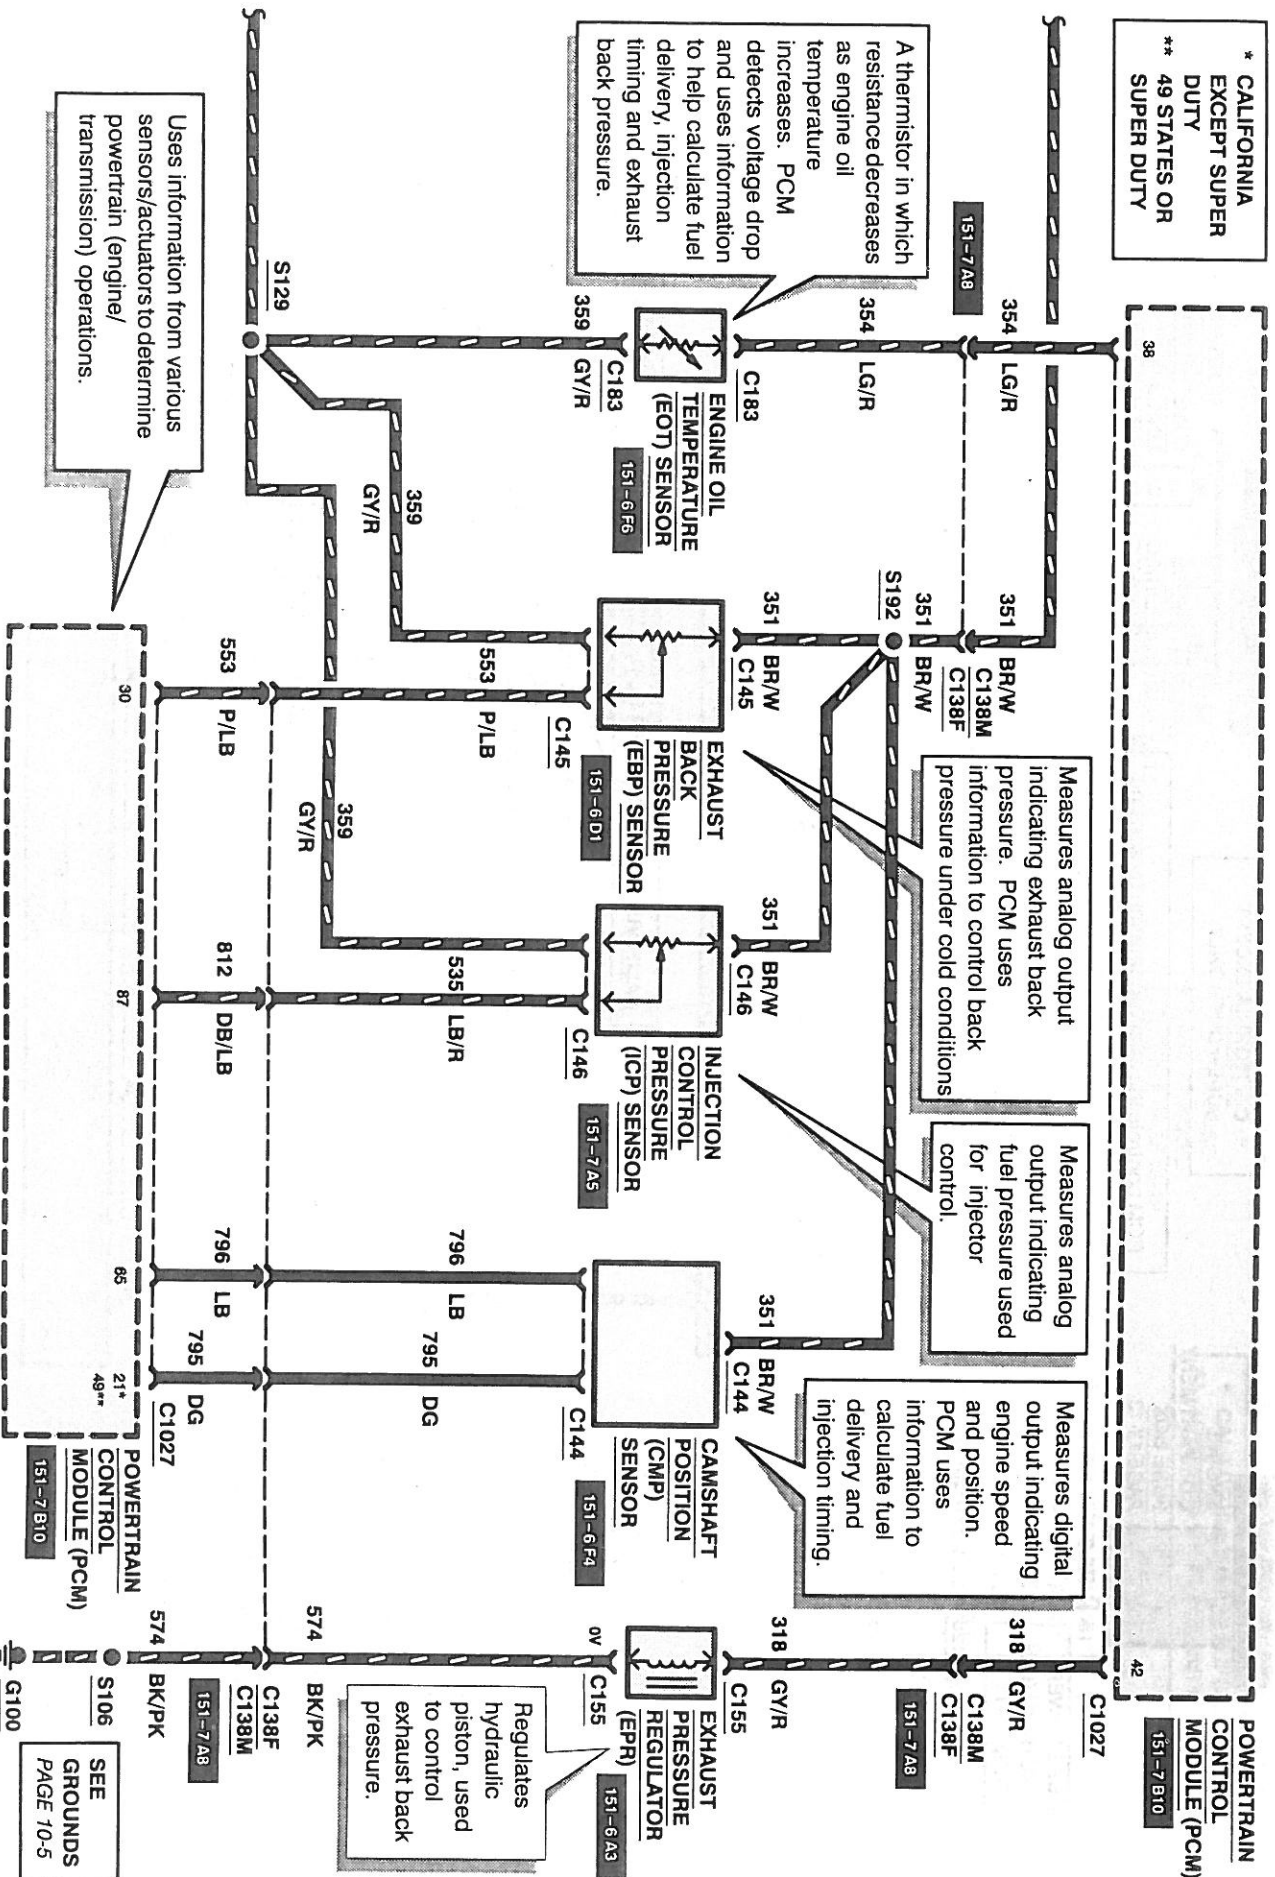 * CALIFORNIA
EXCEPT SUPER
DUTY
** 49 STATES OR
SUPER DUTY
38
42
C1027
POWERTRAIN
CONTROL
MODULE (PCM)
151-7 B10
354
LG/R
151-7 A8
354
LG/R
351
BR/W
C138M
C138F
351
BR/W
S192
318
GY/R
C138M
C138F
151-7 A8
318
GY/R
A thermistor in which
resistance decreases
as engine oil
temperature
increases. PCM
detects voltage drop
and uses information
to help calculate fuel
delivery, injection
timing and exhaust
back pressure.
Measures analog output
indicating exhaust back
pressure. PCM uses
information to control back
pressure under cold conditions
Measures analog
output indicating
fuel pressure used
for injector
control.
Measures digital
output indicating
engine speed
and position.
PCM uses
information to
calculate fuel
delivery and
injection timing.
C183
351
BR/W
C145
351
BR/W
C146
351
BR/W
C144
C155
ENGINE OIL
TEMPERATURE
(EOT) SENSOR
151-6 F6
EXHAUST
BACK
PRESSURE
(EBP) SENSOR
151-6 D1
INJECTION
CONTROL
PRESSURE
(ICP) SENSOR
151-7 A5
CAMSHAFT
POSITION
(CMP)
SENSOR
151-6 F4
EXHAUST
PRESSURE
REGULATOR
(EPR)
151-6 A3
C183
359
GY/R
C145
C146
C144
0V
C155
Regulates
hydraulic
piston, used
to control
exhaust back
pressure.
S129
359
GY/R
553
P/LB
359
GY/R
535
LB/R
796
LB
795
DG
574
BK/PK
C138F
C138M
151-7 A8
553
P/LB
812
DB/LB
796
LB
795
DG
C1027
574
BK/PK
S106
G100
Uses information from various
sensors/actuators to determine
powertrain (engine/
transmission) operations.
30
87
65
21*
49**
POWERTRAIN
CONTROL
MODULE (PCM)
151-7 B10
SEE
GROUNDS
PAGE 10-5